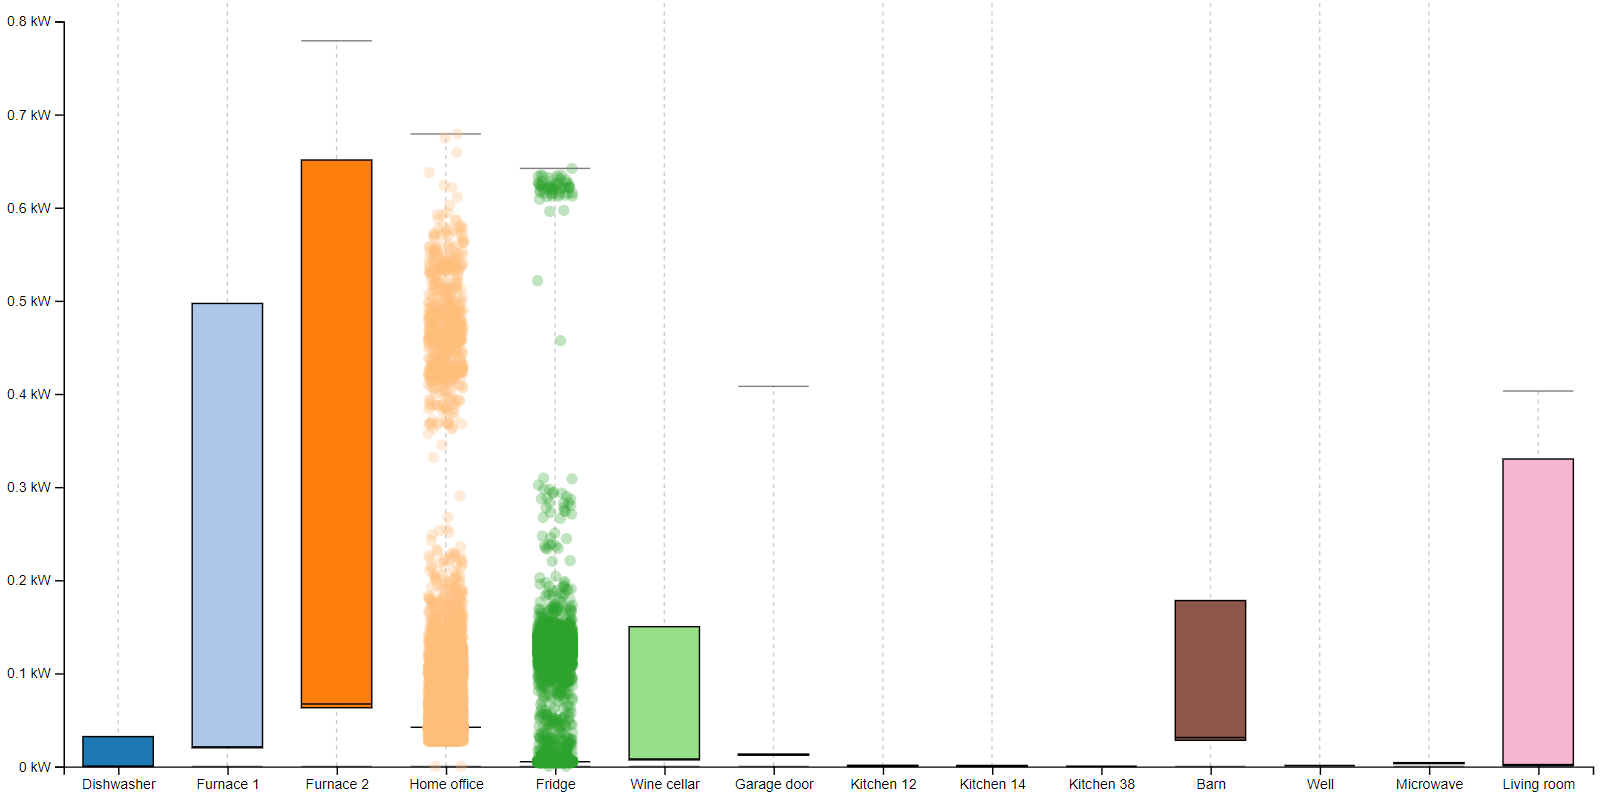 0.8 kW
0.7 kW
0.6 kW
0.5 kW
0.4 kW
0.3 kW
0.2 kW
0.1 kW
0 kW
Dishwasher Furnace 1 Furnace 2 Home office Fridge Wine cellar Garage door Kitchen 12 Kitchen 14 Kitchen 38 Barn Well Microwave Living room